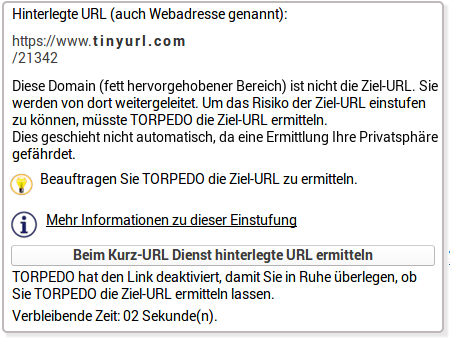 Hinterlegte URL (auch Webadresse genannt):
https://www.tinyurl.com
/21342
Diese Domain (fett hervorgehobener Bereich) ist nicht die Ziel-URL. Sie
werden von dort weitergeleitet. Um das Risiko der Ziel-URL einstufen
zu können, müsste TORPEDO die Ziel-URL ermitteln.
Dies geschieht nicht automatisch, da eine Ermittlung Ihre Privatsphäre
gefährdet.
Beauftragen Sie TORPEDO die Ziel-URL zu ermitteln.
Mehr Informationen zu dieser Einstufung
Beim Kurz-URL Dienst hinterlegte URL ermitteln
TORPEDO hat den Link deaktiviert, damit Sie in Ruhe überlegen, ob
Sie TORPEDO die Ziel-URL ermitteln lassen.
Verbleibende Zeit: 02 Sekunde(n).